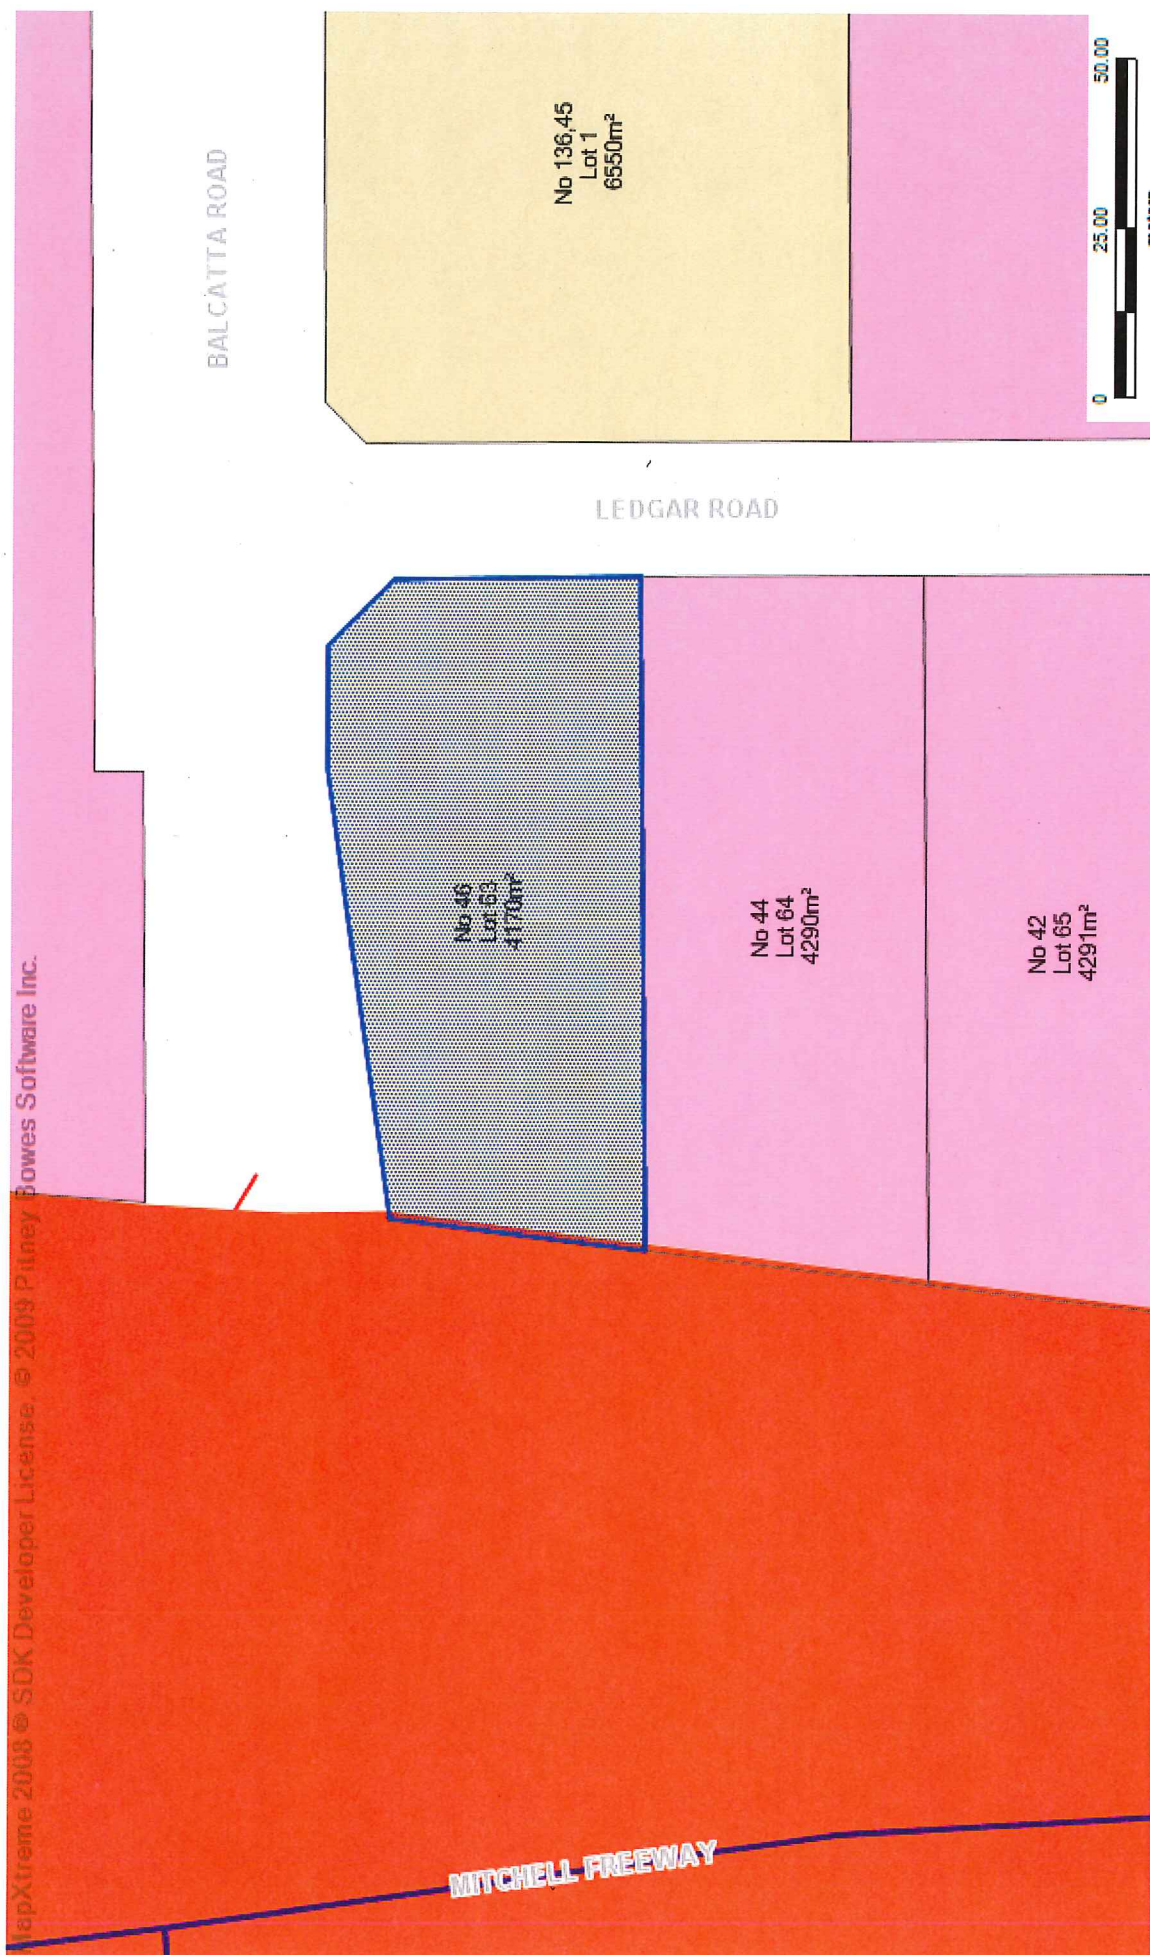 BALCATTA ROAD
No 136,45
Lot 1
6550m²
0 25.00 50.00
LEDGAR ROAD
No 46
Lot 63
4170m²
No 44
Lot 64
4290m²
No 42
Lot 65
4291m²
MITCHELL FREEWAY
MapXtreme 2008 ® SDK Developer License. © 2009 Pitney Bowes Software Inc.